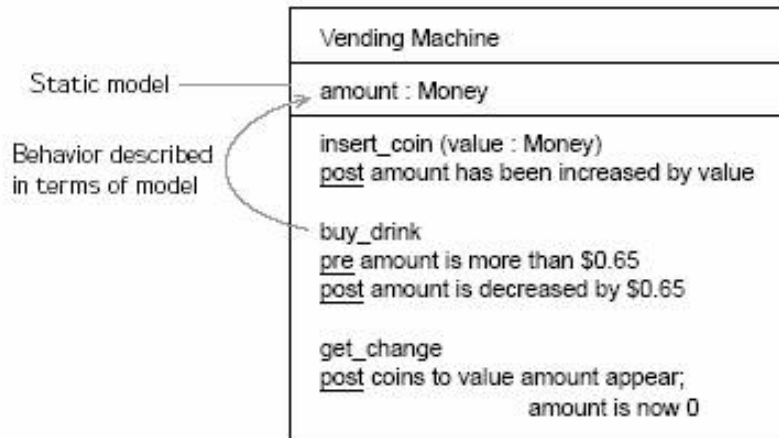 Vending Machine
Static model
amount : Money
Behavior described
in terms of model
insert_coin (value : Money)
post amount has been increased by value
buy_drink
pre amount is more than $0.65
post amount is decreased by $0.65
get_change
post coins to value amount appear;
amount is now 0